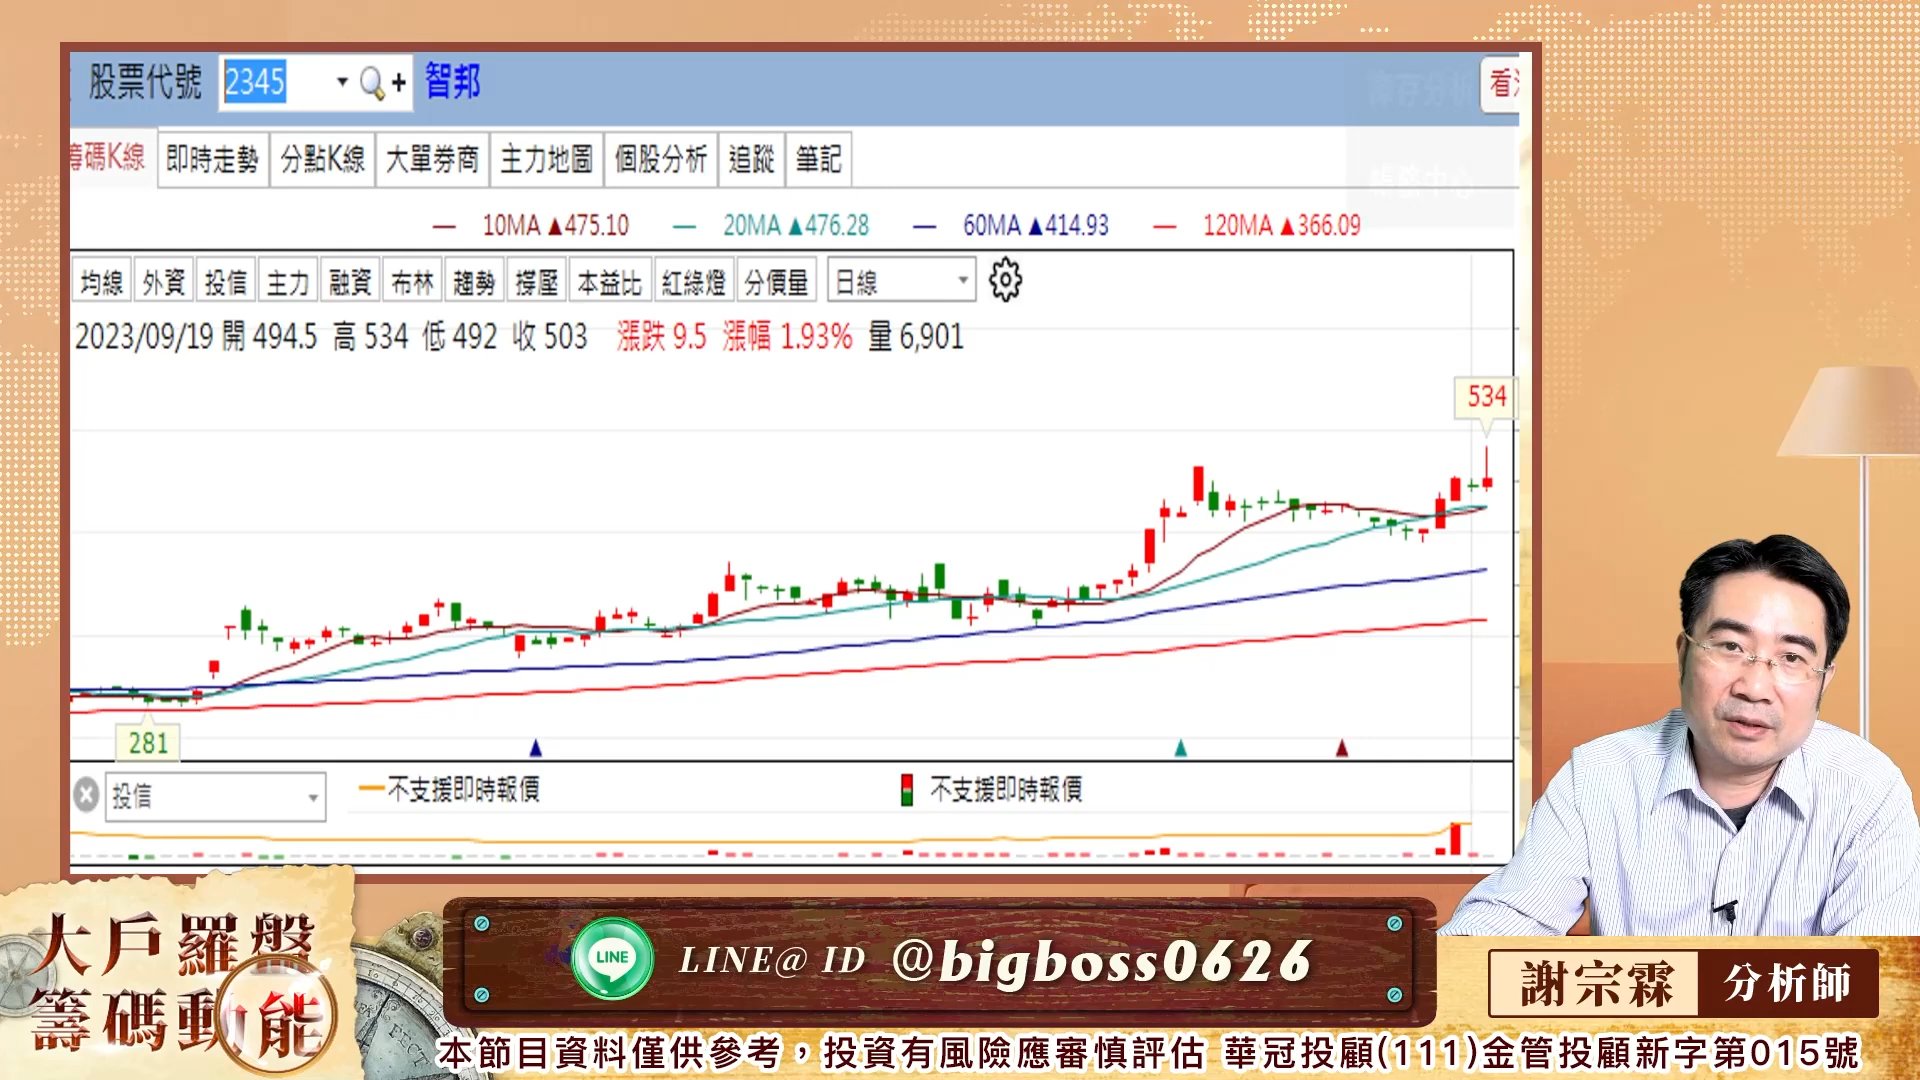 股票代號 2345 智邦
籌碼K線 即時走勢 分點K線 大單券商 主力地圖 個股分析 追蹤 筆記
10MA ▲475.10 20MA ▲476.28 60MA ▲414.93 120MA ▲366.09
均線 外資 投信 主力 融資 布林 趨勢 撐壓 本益比 紅綠燈 分價量 日線
2023/09/19 開 494.5 高 534 低 492 收 503 漲跌 9.5 漲幅 1.93% 量 6,901
534
281
投信 不支援即時報價 不支援即時報價
大戶羅盤
籌碼動能
LINE
LINE@ ID @bigboss0626
謝宗霖 分析師
本節目資料僅供參考，投資有風險應審慎評估 華冠投顧(111)金管投顧新字第015號